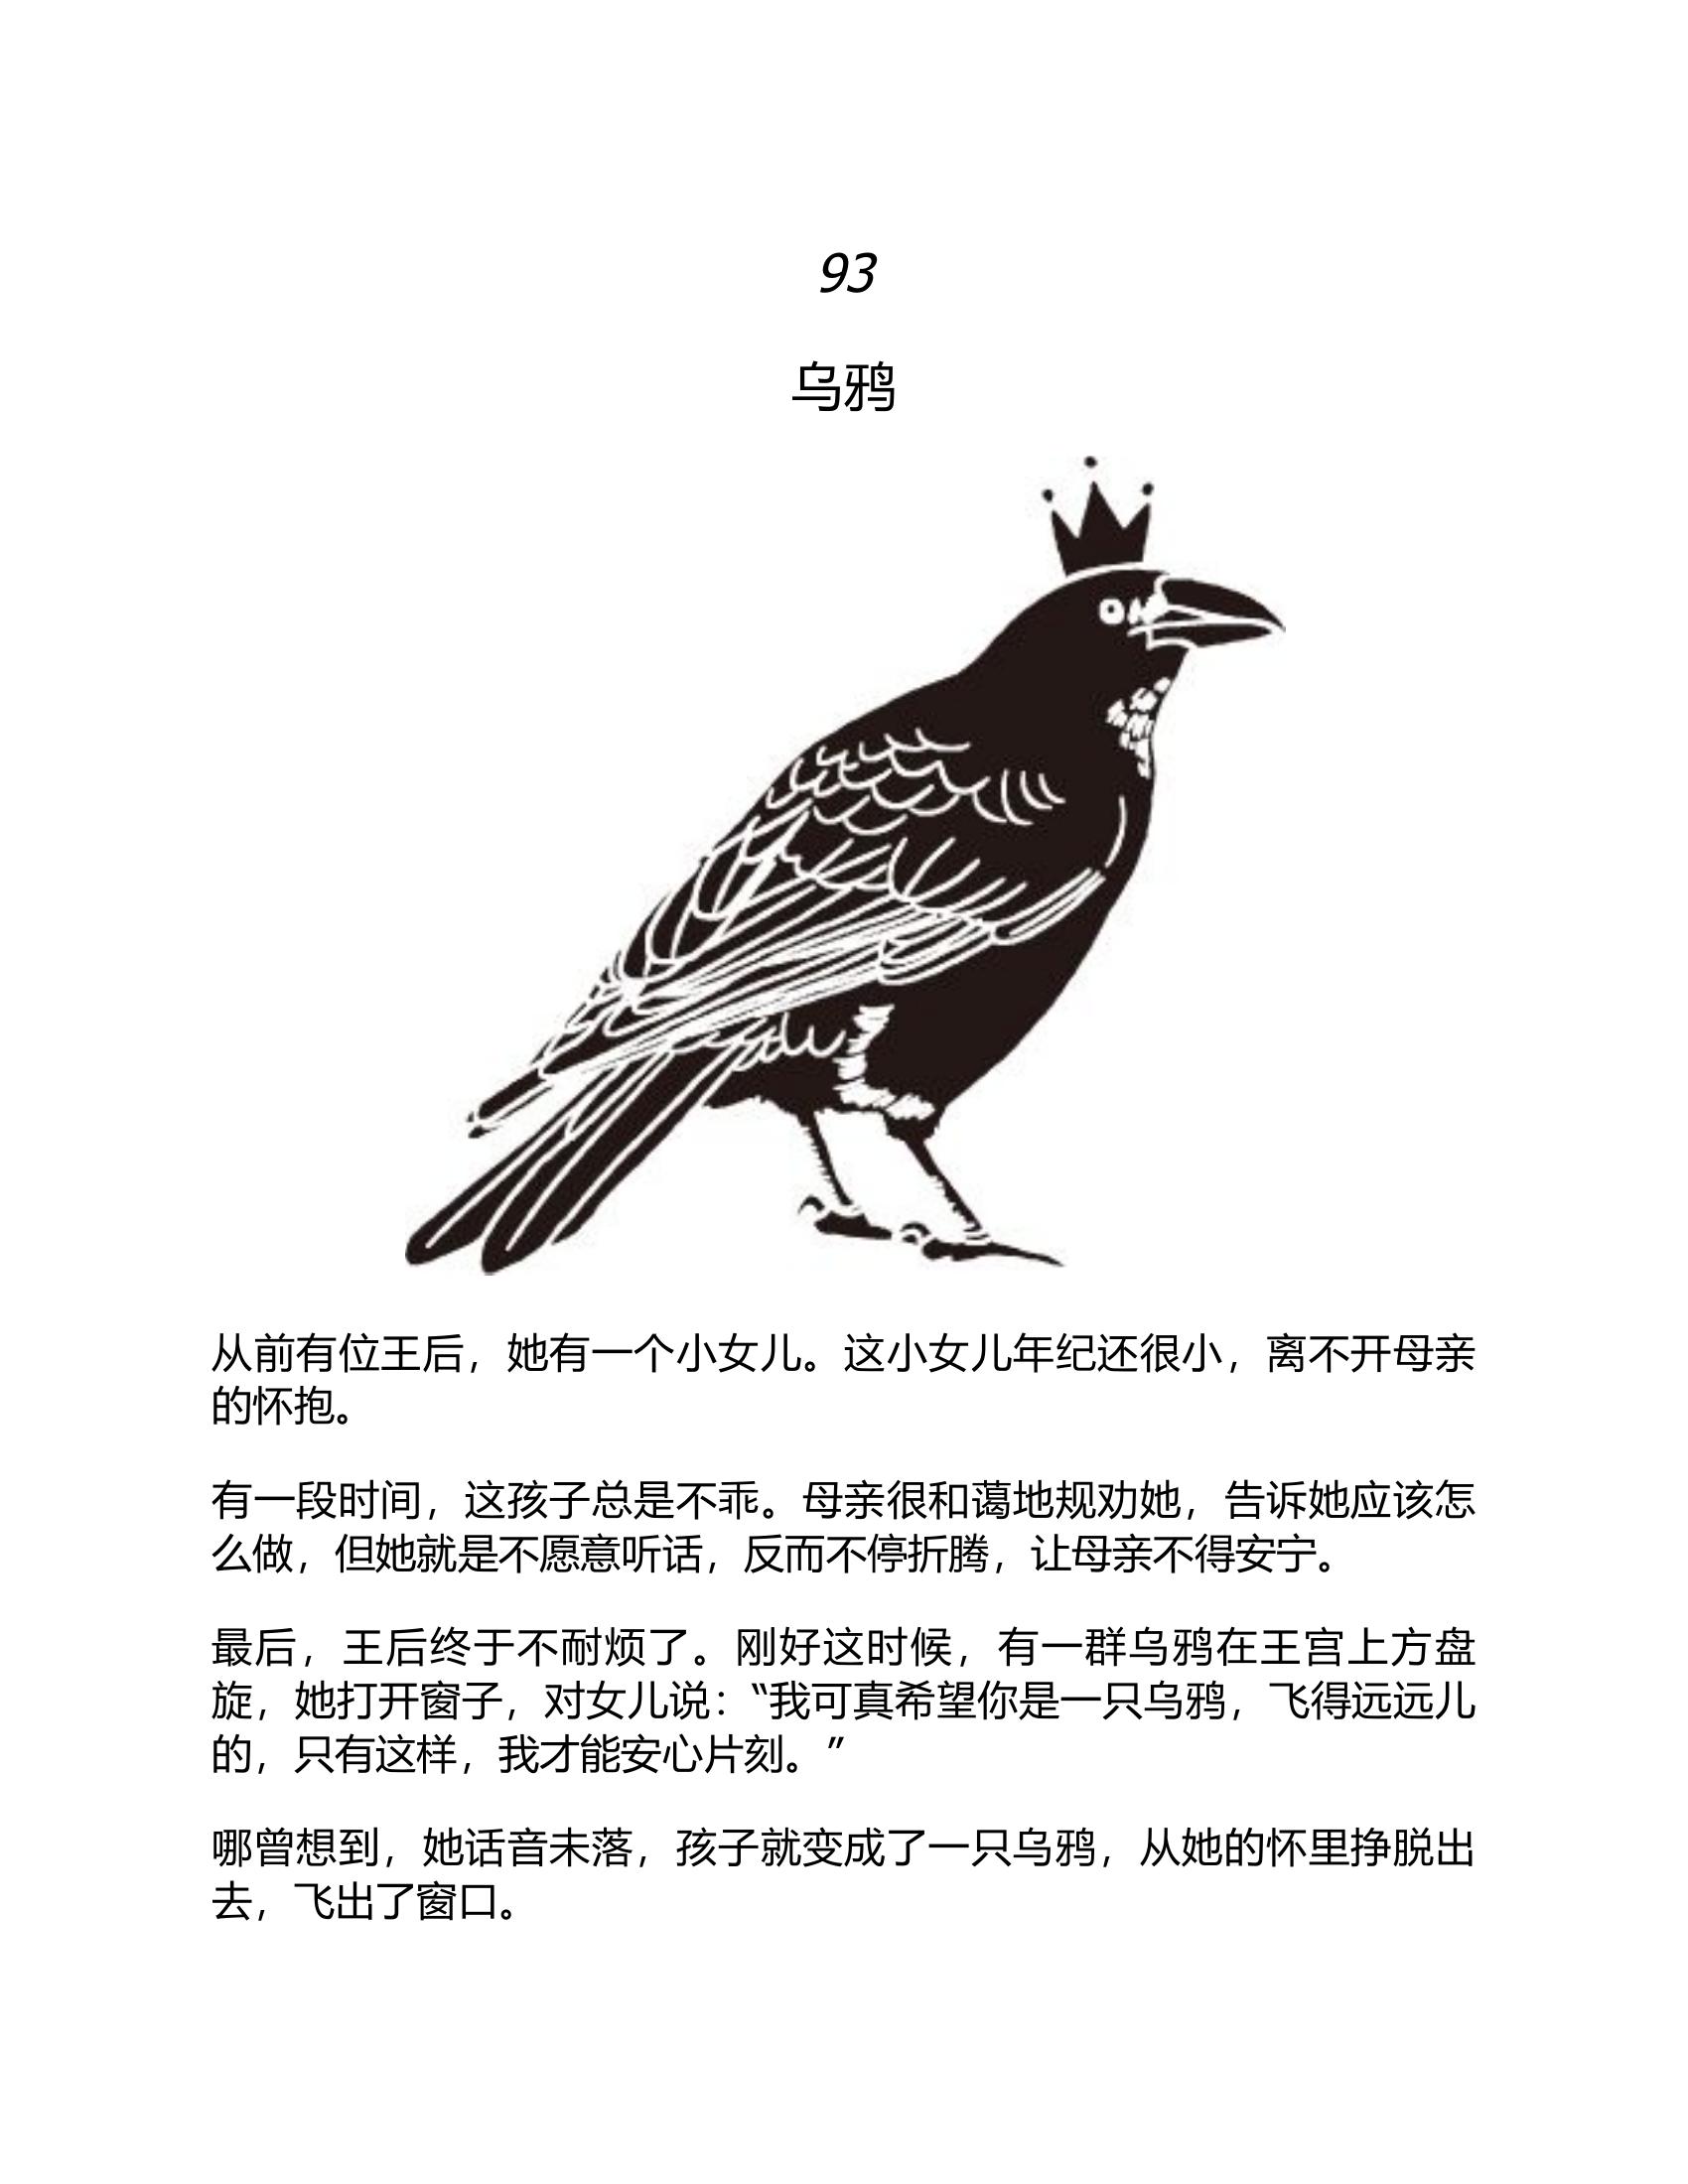 93
乌鸦
从前有位王后，她有一个小女儿。这小女儿年纪还很小，离不开母亲
的怀抱。
有一段时间，这孩子总是不乖。母亲很和蔼地规劝她，告诉她应该怎
么做，但她就是不愿意听话，反而不停折腾，让母亲不得安宁。
最后，王后终于不耐烦了。刚好这时候，有一群乌鸦在王宫上方盘
旋，她打开窗子，对女儿说：“我可真希望你是一只乌鸦，飞得远远儿
的，只有这样，我才能安心片刻。”
哪曾想到，她话音未落，孩子就变成了一只乌鸦，从她的怀里挣脱出
去，飞出了窗口。